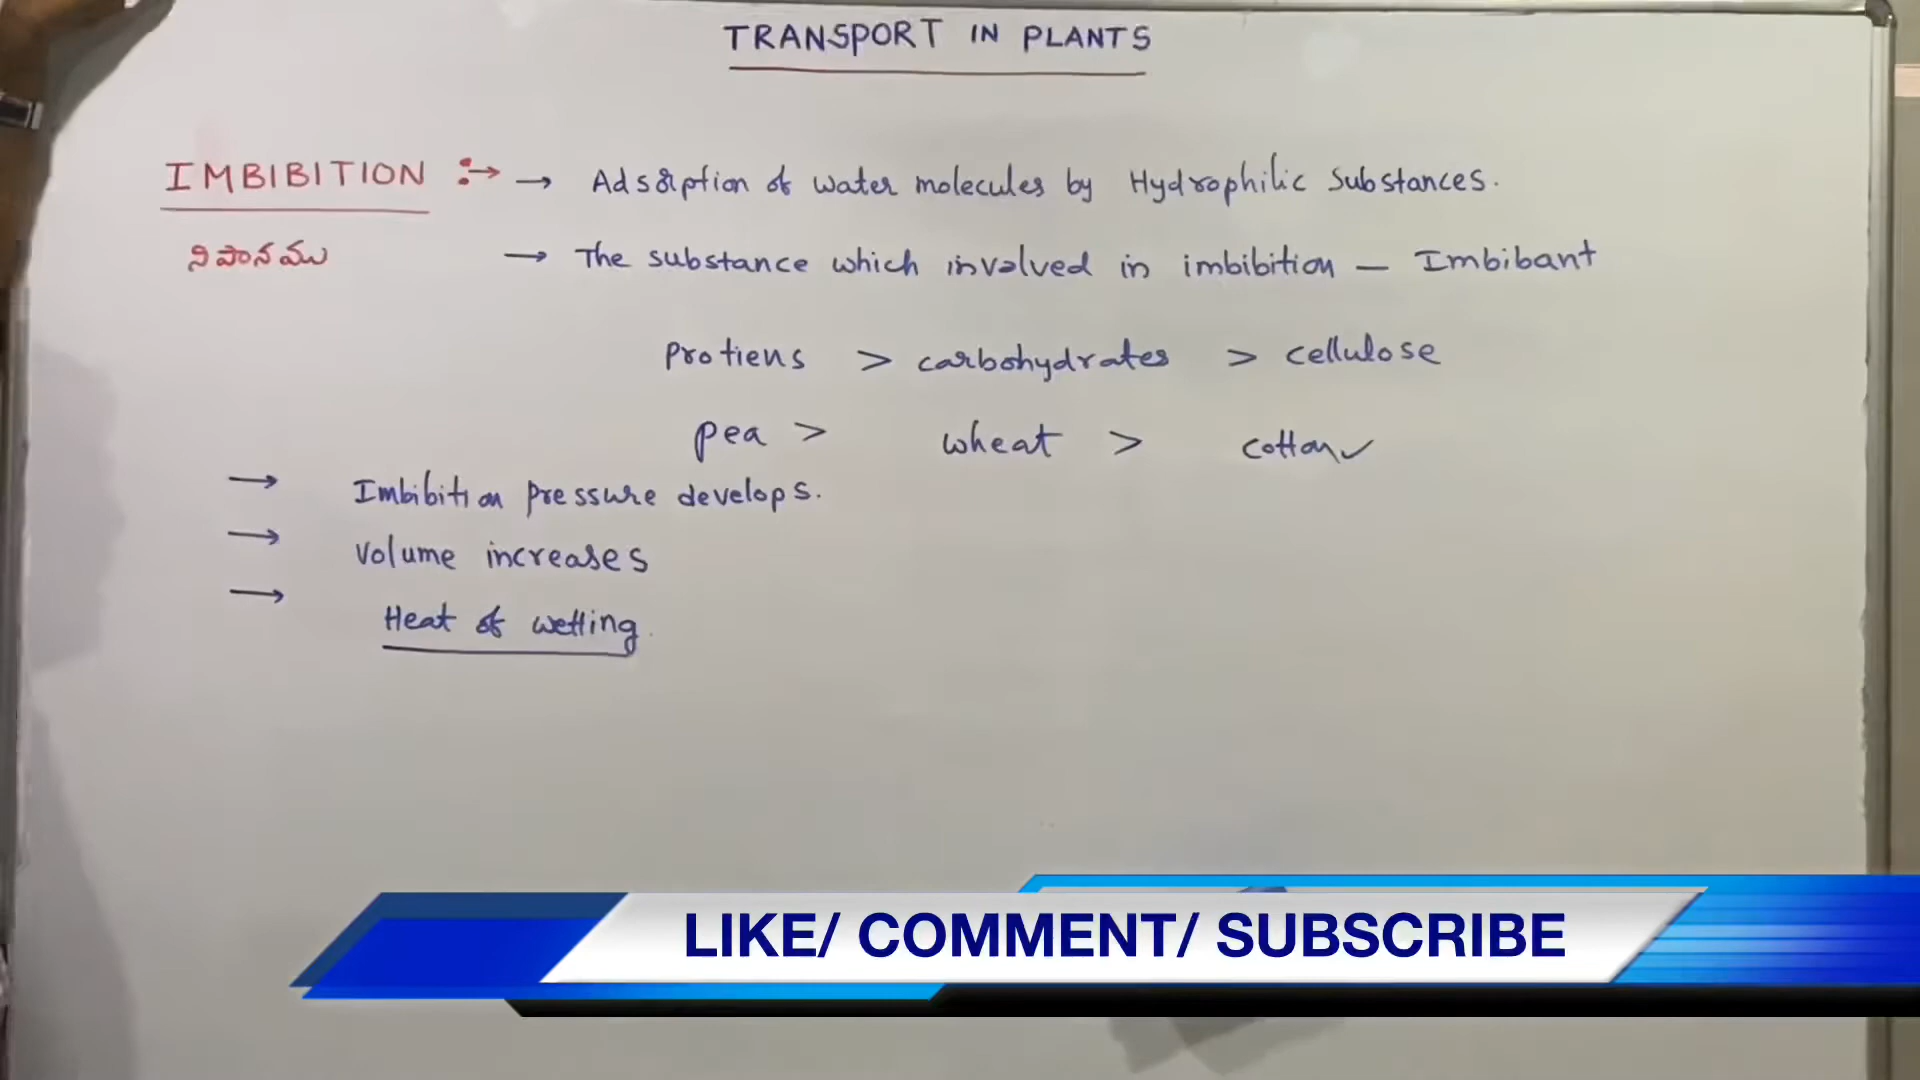 TRANSPORT IN PLANTS
IMBIBITION :→ → Adsorption of water molecules by Hydrophilic Substances.
నిపానము → The substance which involved in imbibition – Imbibant
protiens > carbohydrates > cellulose
pea > wheat > cotton✓
→ Imbibition pressure develops.
→ volume increases
→ Heat of wetting.
LIKE/ COMMENT/ SUBSCRIBE